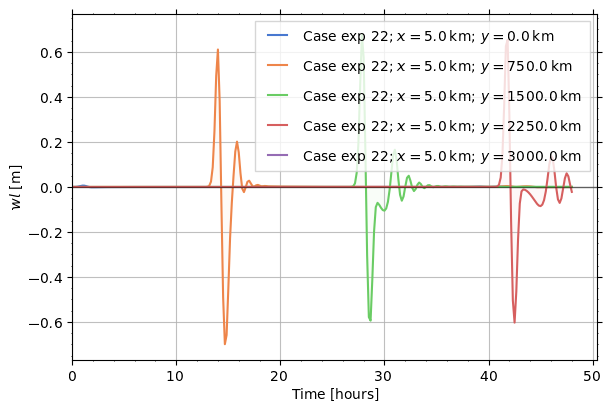 Case exp 22; x = 5.0 km; y = 0.0 km
Case exp 22; x = 5.0 km; y = 750.0 km
Case exp 22; x = 5.0 km; y = 1500.0 km
Case exp 22; x = 5.0 km; y = 2250.0 km
Case exp 22; x = 5.0 km; y = 3000.0 km
wl [m]
0.6
0.4
0.2
0.0
−0.2
−0.4
−0.6
0 10 20 30 40 50
Time [hours]